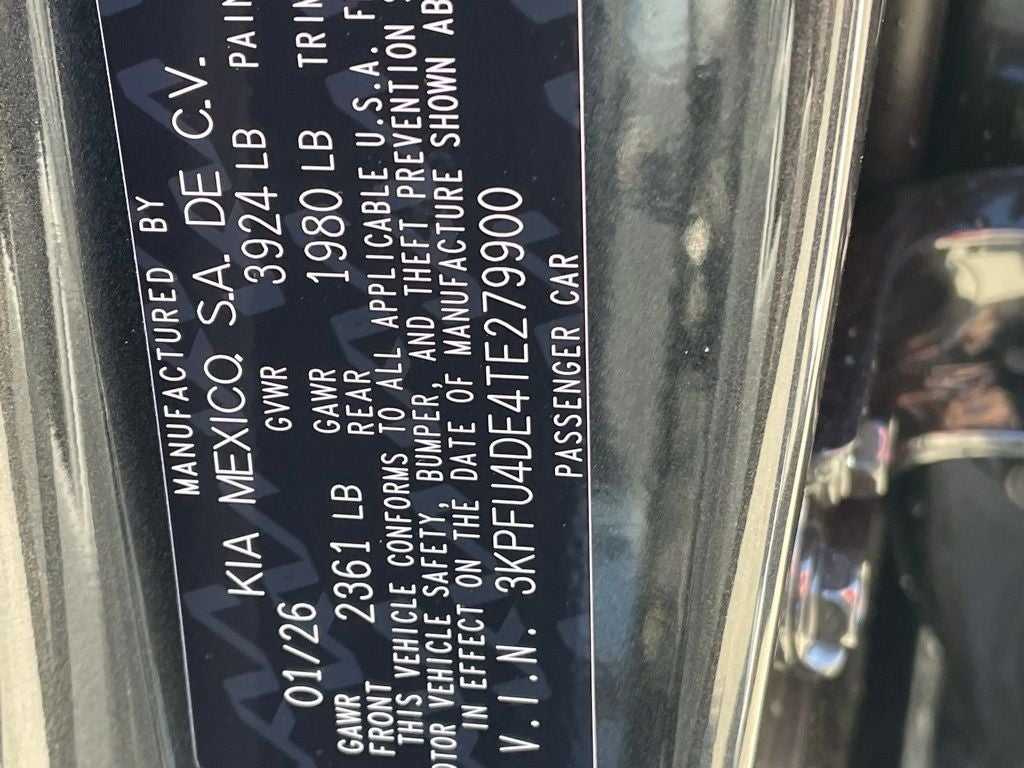 MANUFACTURED BY
KIA MEXICO, S.A. DE C.V.
01/26 GVWR 3924 LB
GAWR FRONT 2361 LB GAWR REAR 1980 LB
THIS VEHICLE CONFORMS TO ALL APPLICABLE U.S.A.
VEHICLE SAFETY, BUMPER, AND THEFT PREVENTION
IN EFFECT ON THE DATE OF MANUFACTURE SHOWN
V.I.N. 3KPFU4DE4TE279900
PASSENGER CAR